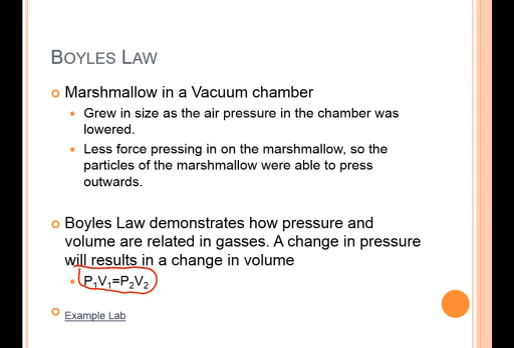 BOYLES LAW
Marshmallow in a Vacuum chamber
Grew in size as the air pressure in the chamber was
lowered.
Less force pressing in on the marshmallow, so the
particles of the marshmallow were able to press
outwards.
Boyles Law demonstrates how pressure and
volume are related in gasses. A change in pressure
will results in a change in volume
P₁V₁=P₂V₂
Example Lab